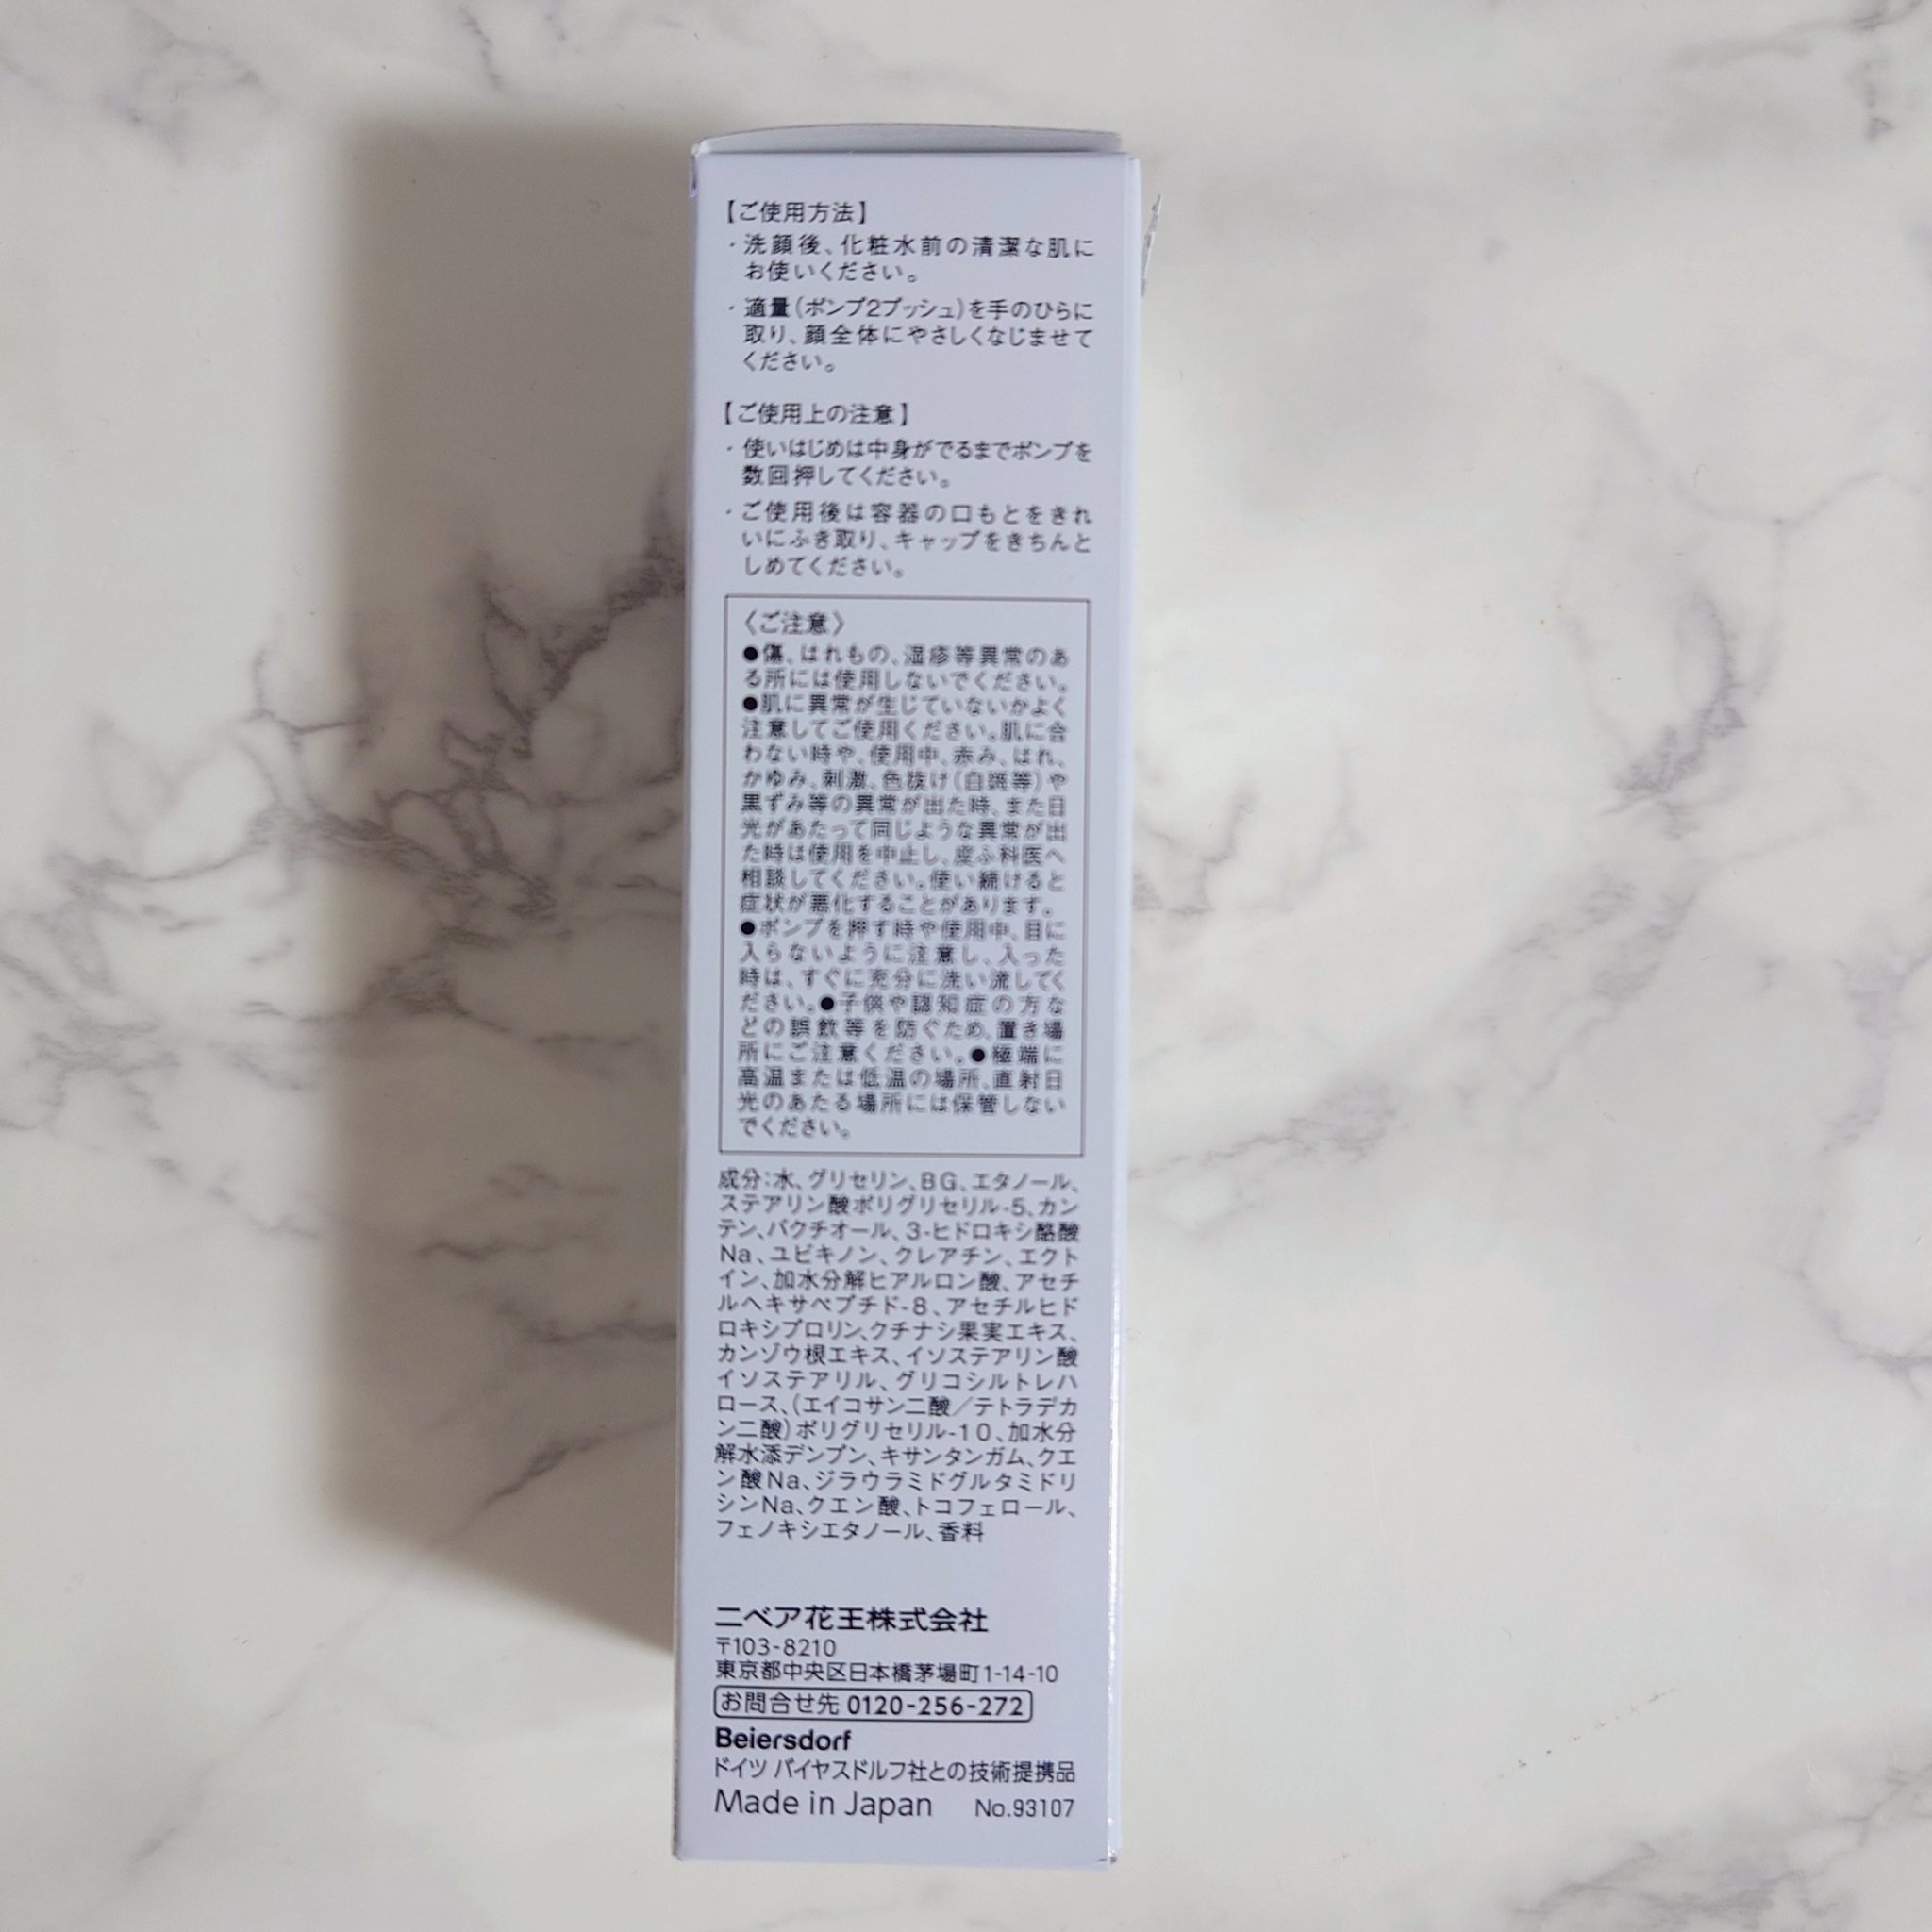 【ご使用方法】
・洗顔後、化粧水前の清潔な肌に
お使いください。
・適量(ポンプ2プッシュ)を手のひらに
取り、顔全体にやさしくなじませて
ください。
【ご使用上の注意】
・使いはじめは中身がでるまでポンプを
数回押してください。
・ご使用後は容器の口もとをきれ
いにふき取り、キャップをきちんと
しめてください。
〈ご注意〉
●傷、はれもの、湿疹等異常のあ
る所には使用しないでください。
●肌に異常が生じていないかよく
注意してご使用ください。肌に合
わない時や、使用中、赤み、はれ、
かゆみ、刺激、色抜け(白斑等)や
黒ずみ等の異常が出た時、また日
光があたって同じような異常が出
た時は使用を中止し、皮ふ科医へ
相談してください。使い続けると
症状が悪化することがあります。
●ポンプを押す時や使用中、目に
入らないように注意し、入った
時は、すぐに充分に洗い流してく
ださい。●子供や認知症の方な
どの誤飲等を防ぐため、置き場
所にご注意ください。●極端に
高温または低温の場所、直射日
光のあたる場所には保管しない
でください。
成分:水、グリセリン、BG、エタノール、
ステアリン酸ポリグリセリル-5、カン
テン、バクチオール、3-ヒドロキシ酪酸
Na、ユビキノン、クレアチン、エクト
イン、加水分解ヒアルロン酸、アセチ
ルヘキサペプチド-8、アセチルヒド
ロキシプロリン、クチナシ果実エキス、
カンゾウ根エキス、イソステアリン酸
イソステアリル、グリコシルトレハ
ロース、(エイコサン二酸/テトラデカ
ン二酸)ポリグリセリル-10、加水分
解水添デンプン、キサンタンガム、クエ
ン酸Na、ジラウラミドグルタミドリ
シンNa、クエン酸、トコフェロール、
フェノキシエタノール、香料
ニベア花王株式会社
〒103-8210
東京都中央区日本橋茅場町1-14-10
お問合せ先 0120-256-272
Beiersdorf
ドイツ バイヤスドルフ社との技術提携品
Made in Japan No.93107